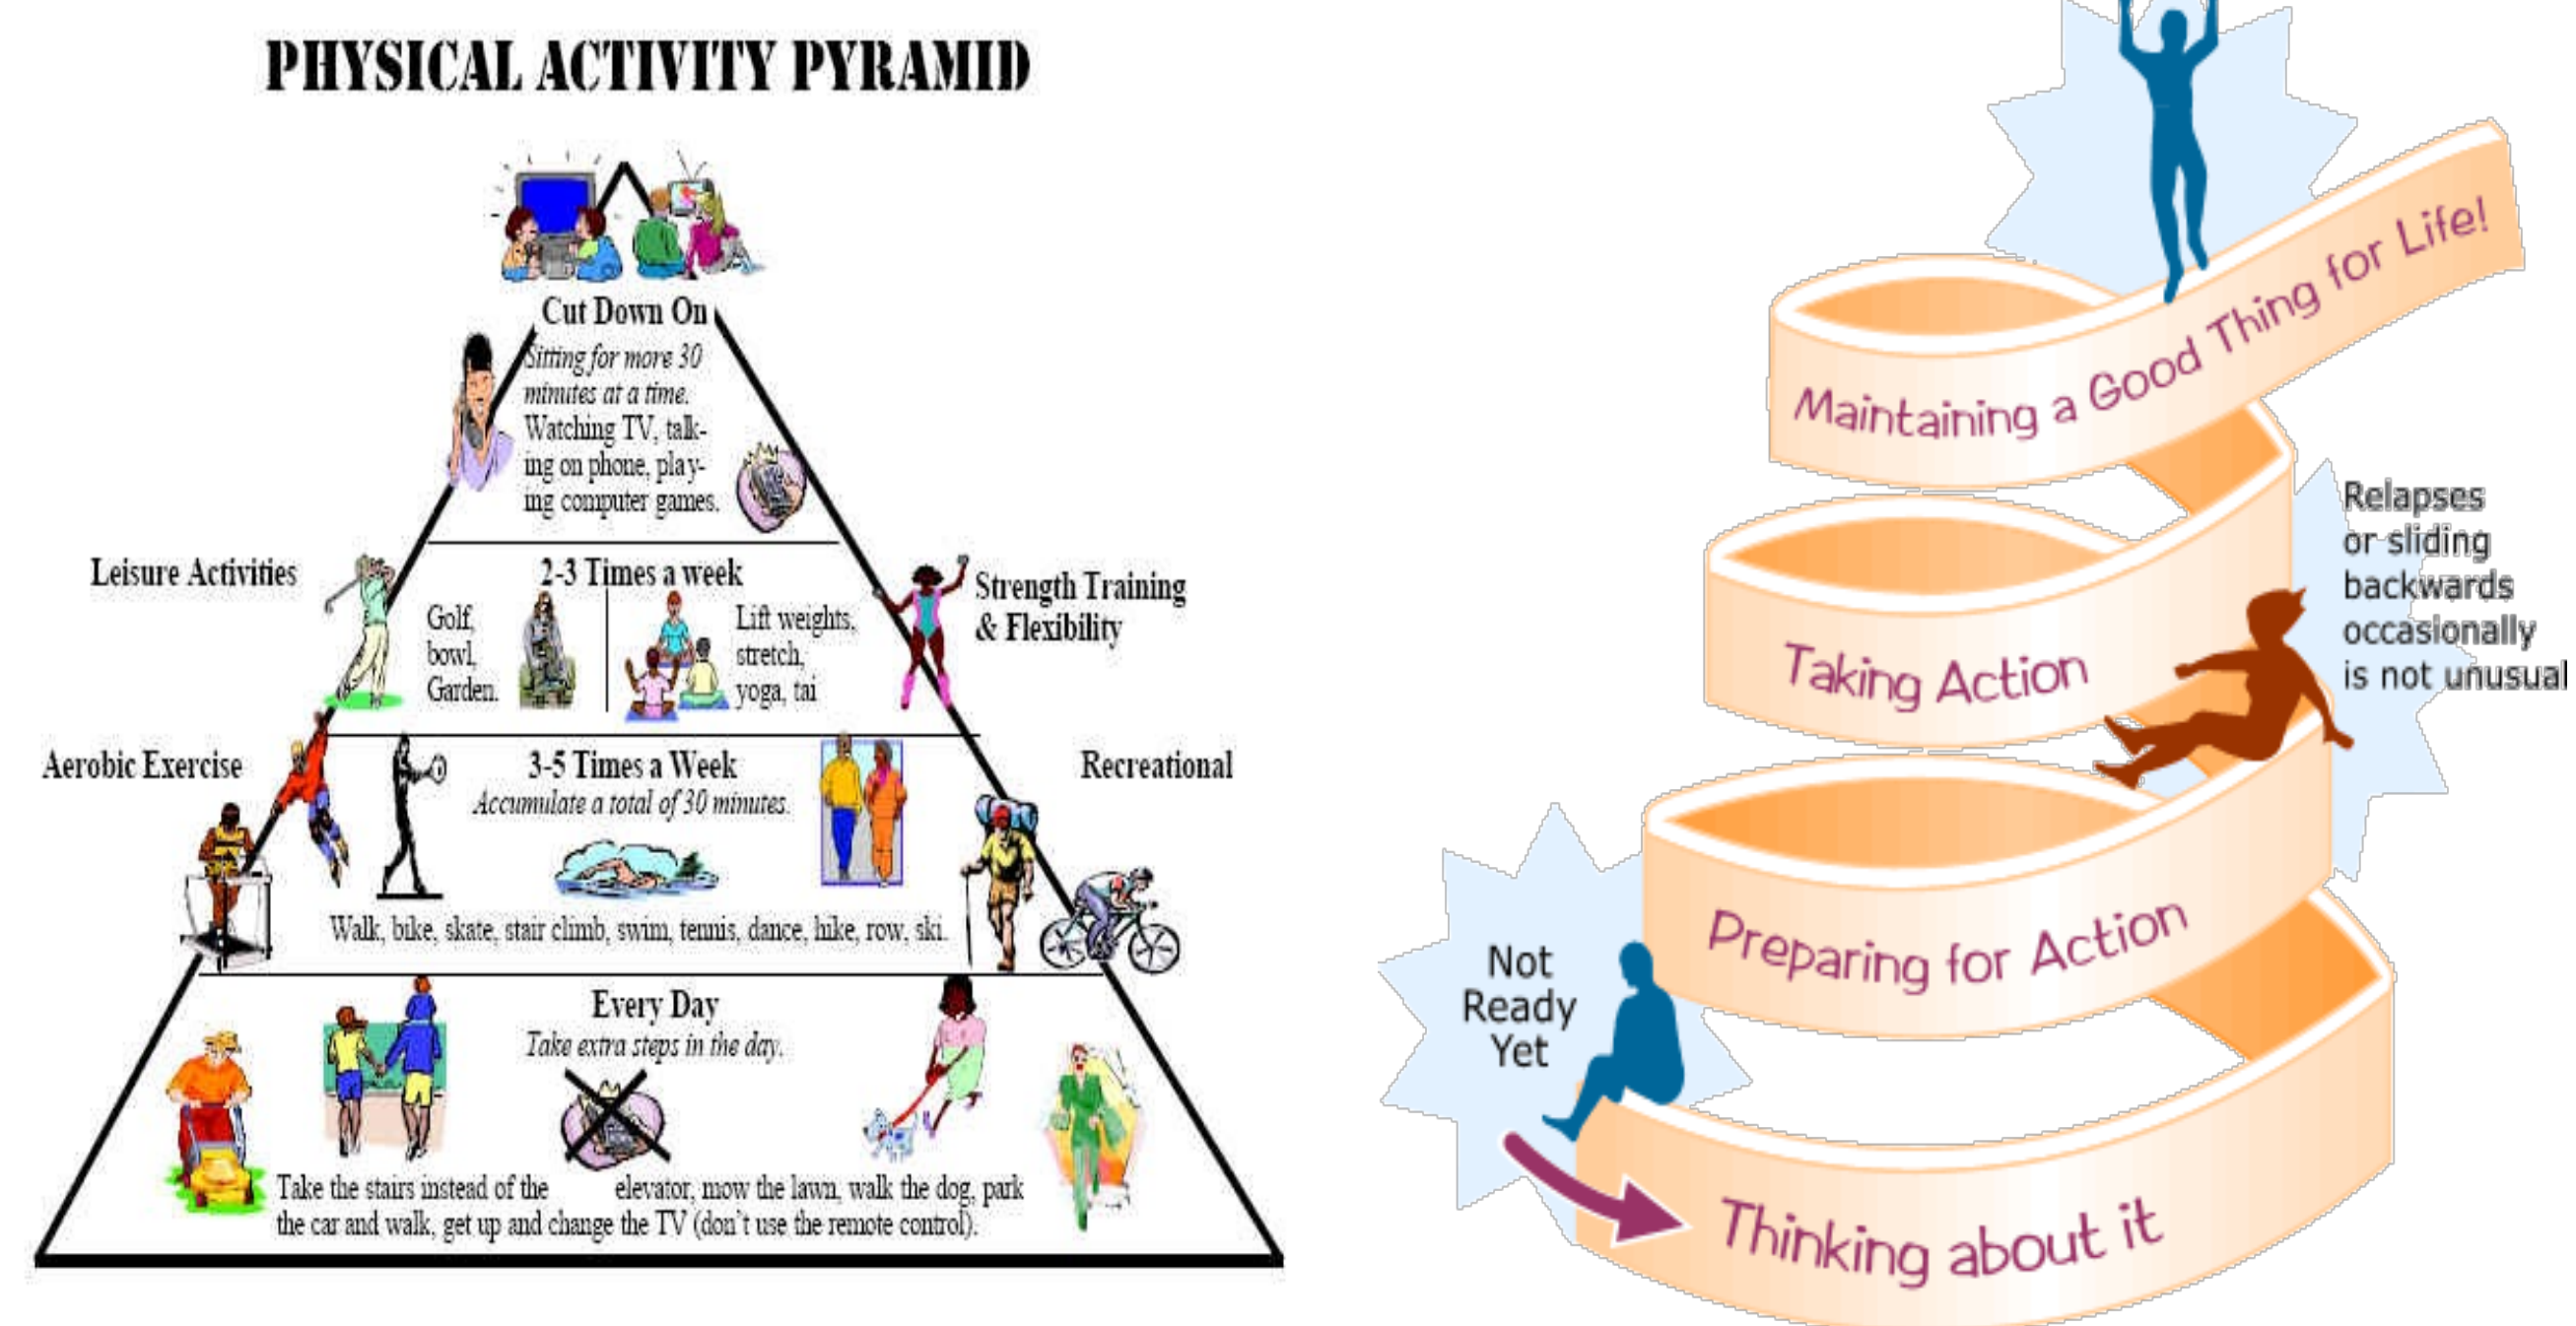 PHYSICAL ACTIVITY PYRAMID
Cut Down On
Sitting for more 30
minutes at a time.
Watching TV, talk-
ing on phone, play-
ing computer games.
Leisure Activities
2-3 Times a week
Golf,
bowl,
Garden.
Lift weights,
stretch,
yoga, tai
Strength Training
& Flexibility
Aerobic Exercise
3-5 Times a Week
Accumulate a total of 30 minutes.
Recreational
Walk, bike, skate, stair climb, swim, tennis, dance, hike, row, ski.
Every Day
Take extra steps in the day.
Take the stairs instead of the elevator, mow the lawn, walk the dog, park
the car and walk, get up and change the TV (don't use the remote control).
Maintaining a Good Thing for Life!
Relapses
or sliding
backwards
occasionally
is not unusual
Taking Action
Preparing for Action
Not
Ready
Yet
Thinking about it